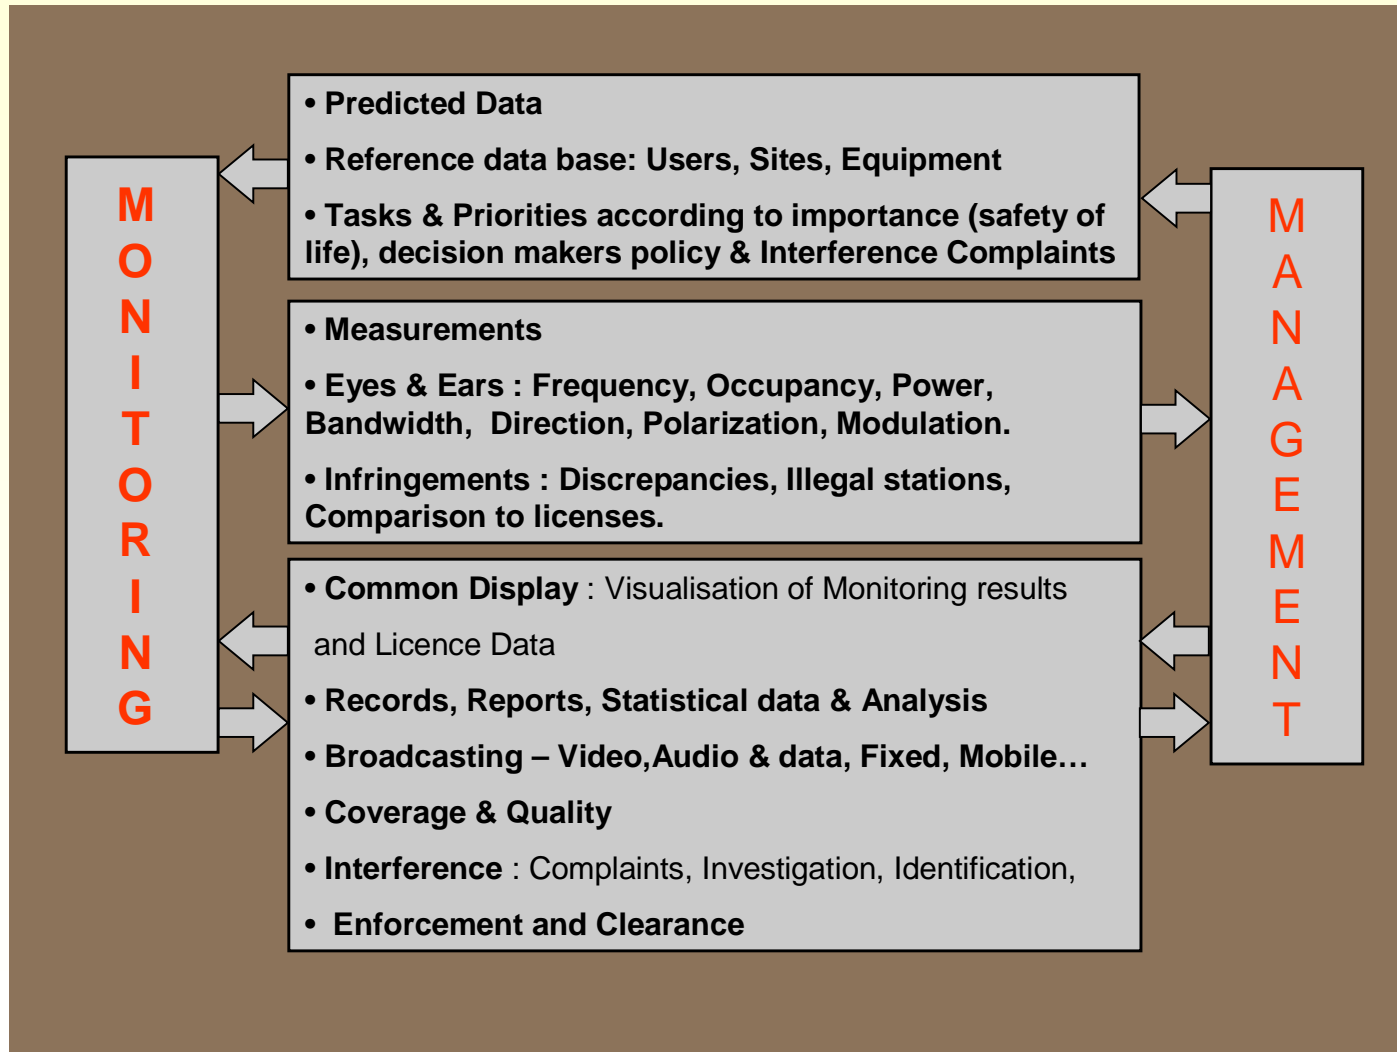 MONITORING
• Predicted Data
• Reference data base: Users, Sites, Equipment
• Tasks & Priorities according to importance (safety of
life), decision makers policy & Interference Complaints
• Measurements
• Eyes & Ears : Frequency, Occupancy, Power,
Bandwidth,  Direction, Polarization, Modulation.
• Infringements : Discrepancies, Illegal stations,
Comparison to licenses.
• Common Display : Visualisation of Monitoring results
and Licence Data
• Records, Reports, Statistical data & Analysis
• Broadcasting – Video,Audio & data, Fixed, Mobile…
• Coverage & Quality
• Interference : Complaints, Investigation, Identification,
•  Enforcement and Clearance
MANAGEMENT